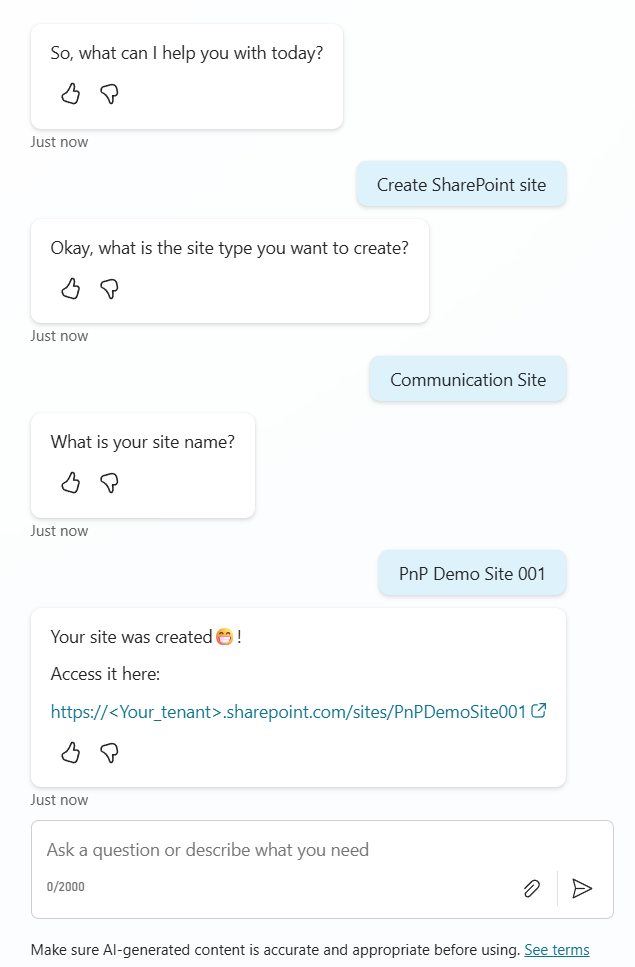 So, what can I help you with today?
Just now
Create SharePoint site
Okay, what is the site type you want to create?
Just now
Communication Site
What is your site name?
Just now
PnP Demo Site 001
Your site was created😁!
Access it here:
https://<Your_tenant>.sharepoint.com/sites/PnPDemoSite001
Just now
Ask a question or describe what you need
0/2000
Make sure AI-generated content is accurate and appropriate before using. See terms